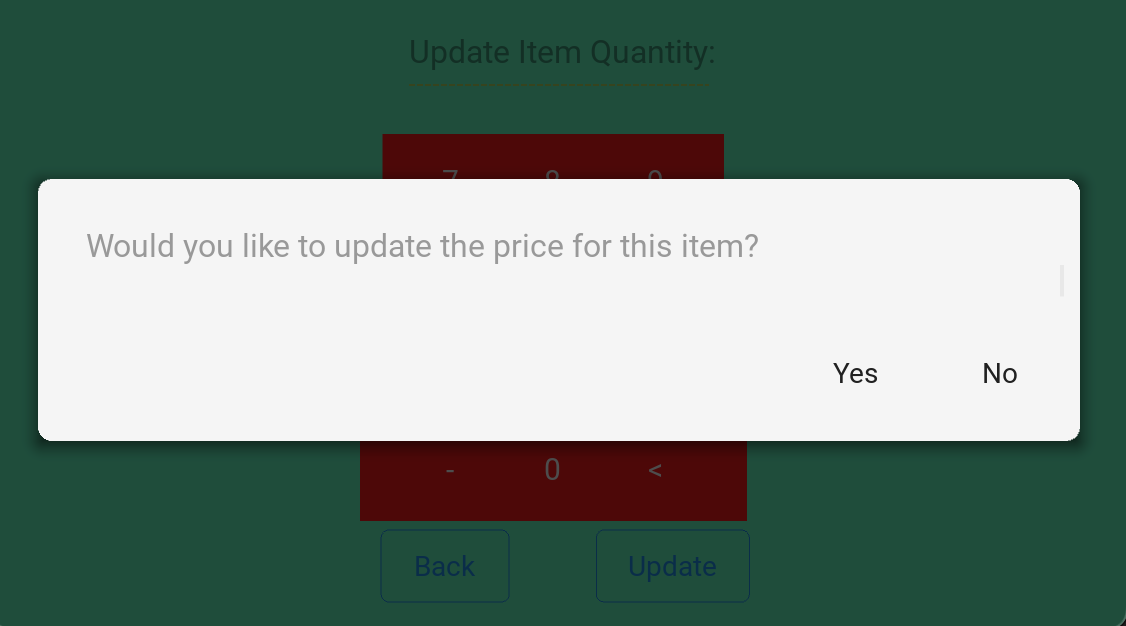 Update Item Quantity:
7 8 9
Would you like to update the price for this item?
Yes No
- 0 <
Back Update